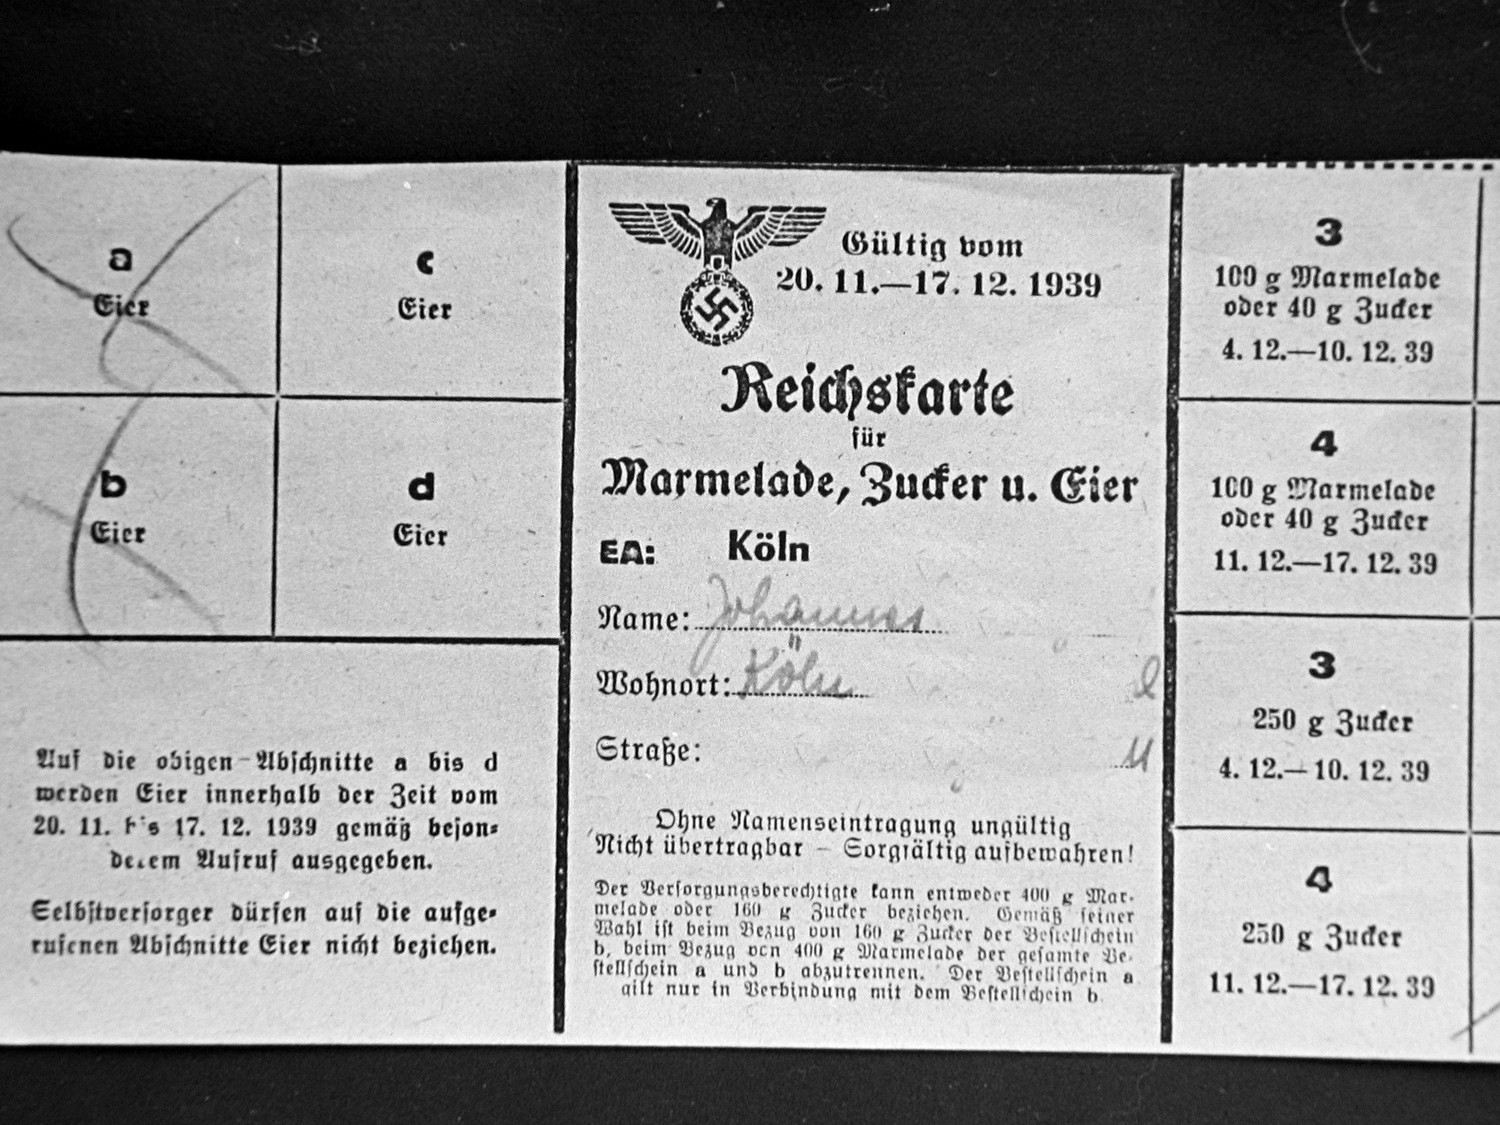 a
Eier
c
Eier
b
Eier
d
Eier
Auf die obigen Abschnitte a bis d
werden Eier innerhalb der Zeit vom
20. 11. bis 17. 12. 1939 gemäß beson-
derem Aufruf ausgegeben.
Selbstversorger dürfen auf die aufge-
rufenen Abschnitte Eier nicht beziehen.
Gültig vom
20. 11.—17. 12. 1939
Reichskarte
für
Marmelade, Zucker u. Eier
EA: Köln
Name: Johannes
Wohnort: Köln
Straße:
Ohne Namenseintragung ungültig
Nicht übertragbar – Sorgfältig aufbewahren!
Der Versorgungsberechtigte kann entweder 400 g Mar-
melade oder 160 g Zucker beziehen. Gemäß seiner
Wahl ist beim Bezug von 160 g Zucker der Bestellschein
b, beim Bezug von 400 g Marmelade der gesamte Be-
stellschein a und b abzutrennen. Der Bestellschein a
gilt nur in Verbindung mit dem Bestellschein b.
3
100 g Marmelade
oder 40 g Zucker
4. 12.—10. 12. 39
4
100 g Marmelade
oder 40 g Zucker
11. 12.—17. 12. 39
3
250 g Zucker
4. 12.—10. 12. 39
4
250 g Zucker
11. 12.—17. 12. 39